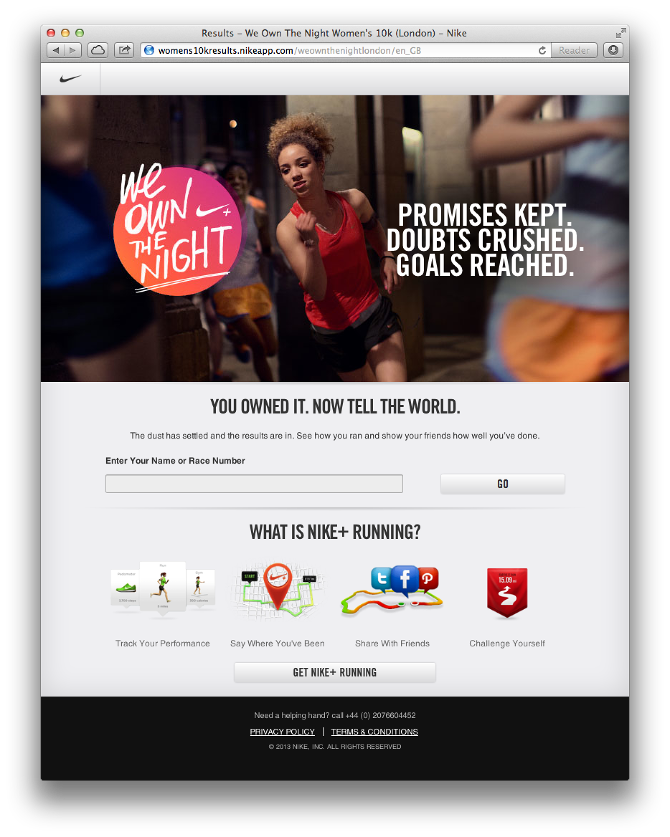 Results – We Own The Night Women's 10k (London) – Nike
womens10kresults.nikeapp.com/weownthenightlondon/en_GB
Reader
We
OWN
THE
NIGHT
PROMISES KEPT.
DOUBTS CRUSHED.
GOALS REACHED.
YOU OWNED IT. NOW TELL THE WORLD.
The dust has settled and the results are in. See how you ran and show your friends how well you've done.
Enter Your Name or Race Number
GO
WHAT IS NIKE+ RUNNING?
START
15.09
Track Your Performance
Say Where You've Been
Share With Friends
Challenge Yourself
GET NIKE+ RUNNING
Need a helping hand? call +44 (0) 2076604452
PRIVACY POLICY | TERMS & CONDITIONS
© 2013 NIKE, INC. ALL RIGHTS RESERVED